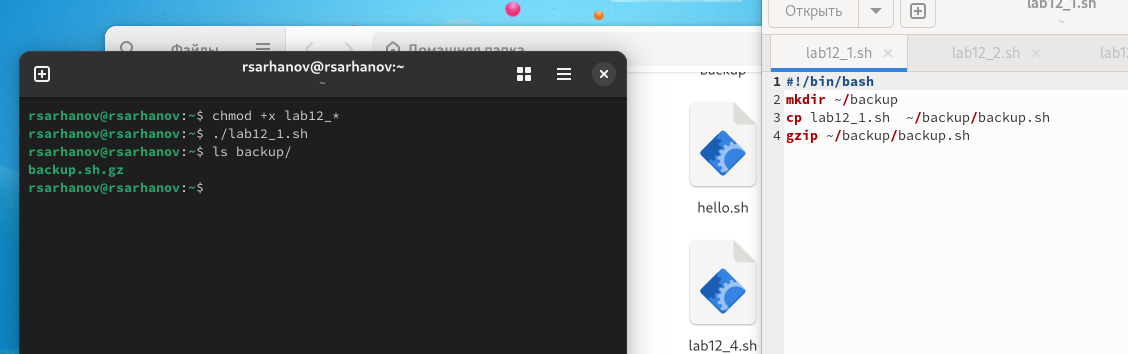 Файлы
Домашняя папка
rsarhanov@rsarhanov:~
~
rsarhanov@rsarhanov:~$ chmod +x lab12_*
rsarhanov@rsarhanov:~$ ./lab12_1.sh
rsarhanov@rsarhanov:~$ ls backup/
backup.sh.gz
rsarhanov@rsarhanov:~$
backup
hello.sh
lab12_4.sh
Открыть
lab12_1.sh
~
lab12_1.sh
lab12_2.sh
lab12
1 #!/bin/bash
2 mkdir ~/backup
3 cp lab12_1.sh  ~/backup/backup.sh
4 gzip ~/backup/backup.sh